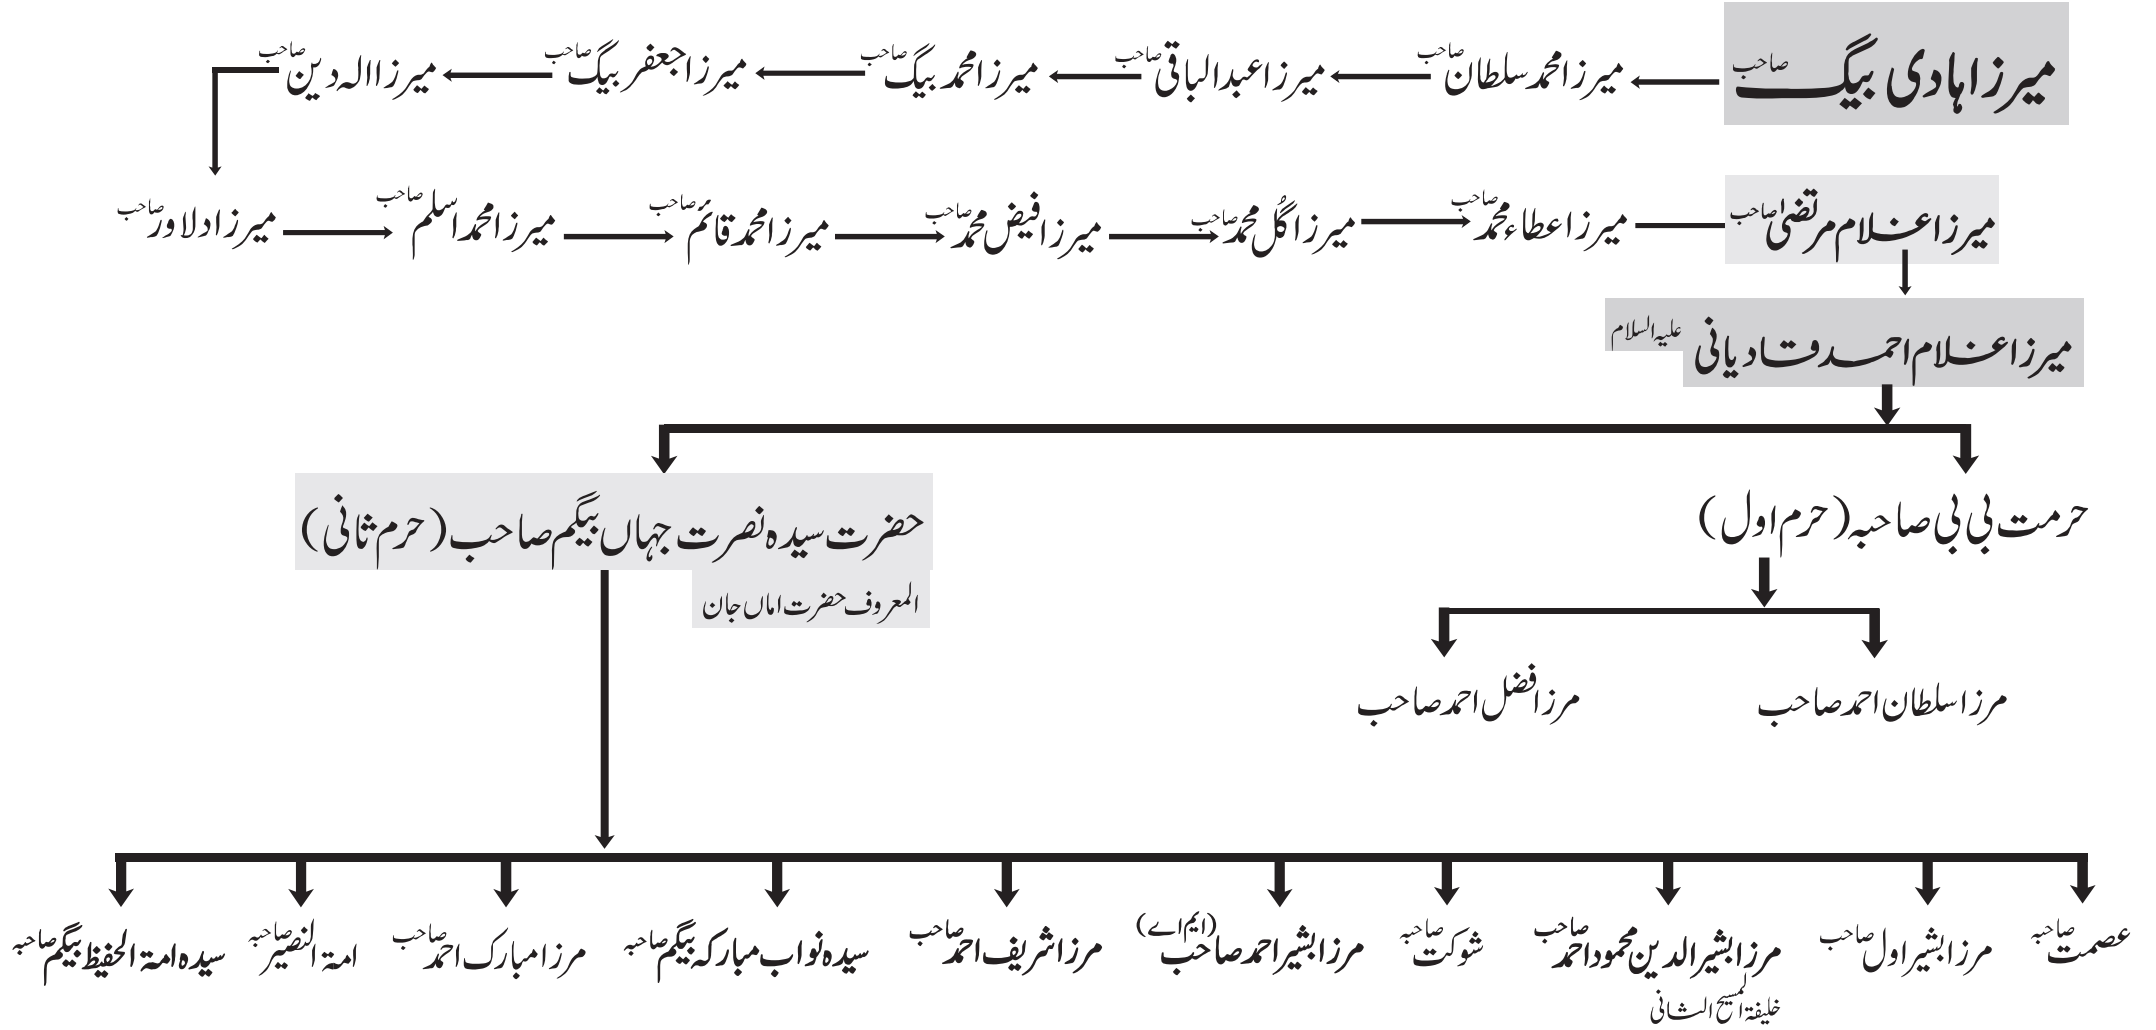 میرزا ہادی بیگ صاحب میرزا محمد سلطان صاحب میرزا عبدالباقی صاحب میرزا محمد بیگ صاحب میرزا جعفر بیگ صاحب میرزا الہ دین صاحب
میرزا غلام مرتضیٰ صاحب میرزا عطاء محمد صاحب میرزا گل محمد صاحب میرزا فیض محمد صاحب میرزا محمد قائم صاحب میرزا محمد اسلم صاحب میرزا دلاور صاحب
میرزا غلام احمد قادیانی علیہ السلام
حرمت بی بی صاحبہ (حرم اول) حضرت سیدہ نصرت جہاں بیگم صاحب (حرم ثانی)
المعروف حضرت اماں جان
مرزا سلطان احمد صاحب مرزا فضل احمد صاحب
عصمت صاحبہ مرزا بشیر اول صاحب مرزا بشیر الدین محمود احمد صاحب شوکت صاحبہ مرزا بشیر احمد صاحب (ایم اے) مرزا شریف احمد صاحب سیدہ نواب مبارکہ بیگم صاحبہ مرزا مبارک احمد صاحب امۃ النصیر صاحبہ سیدہ امۃ الحفیظ بیگم صاحبہ
خلیفۃ المسیح الثانی